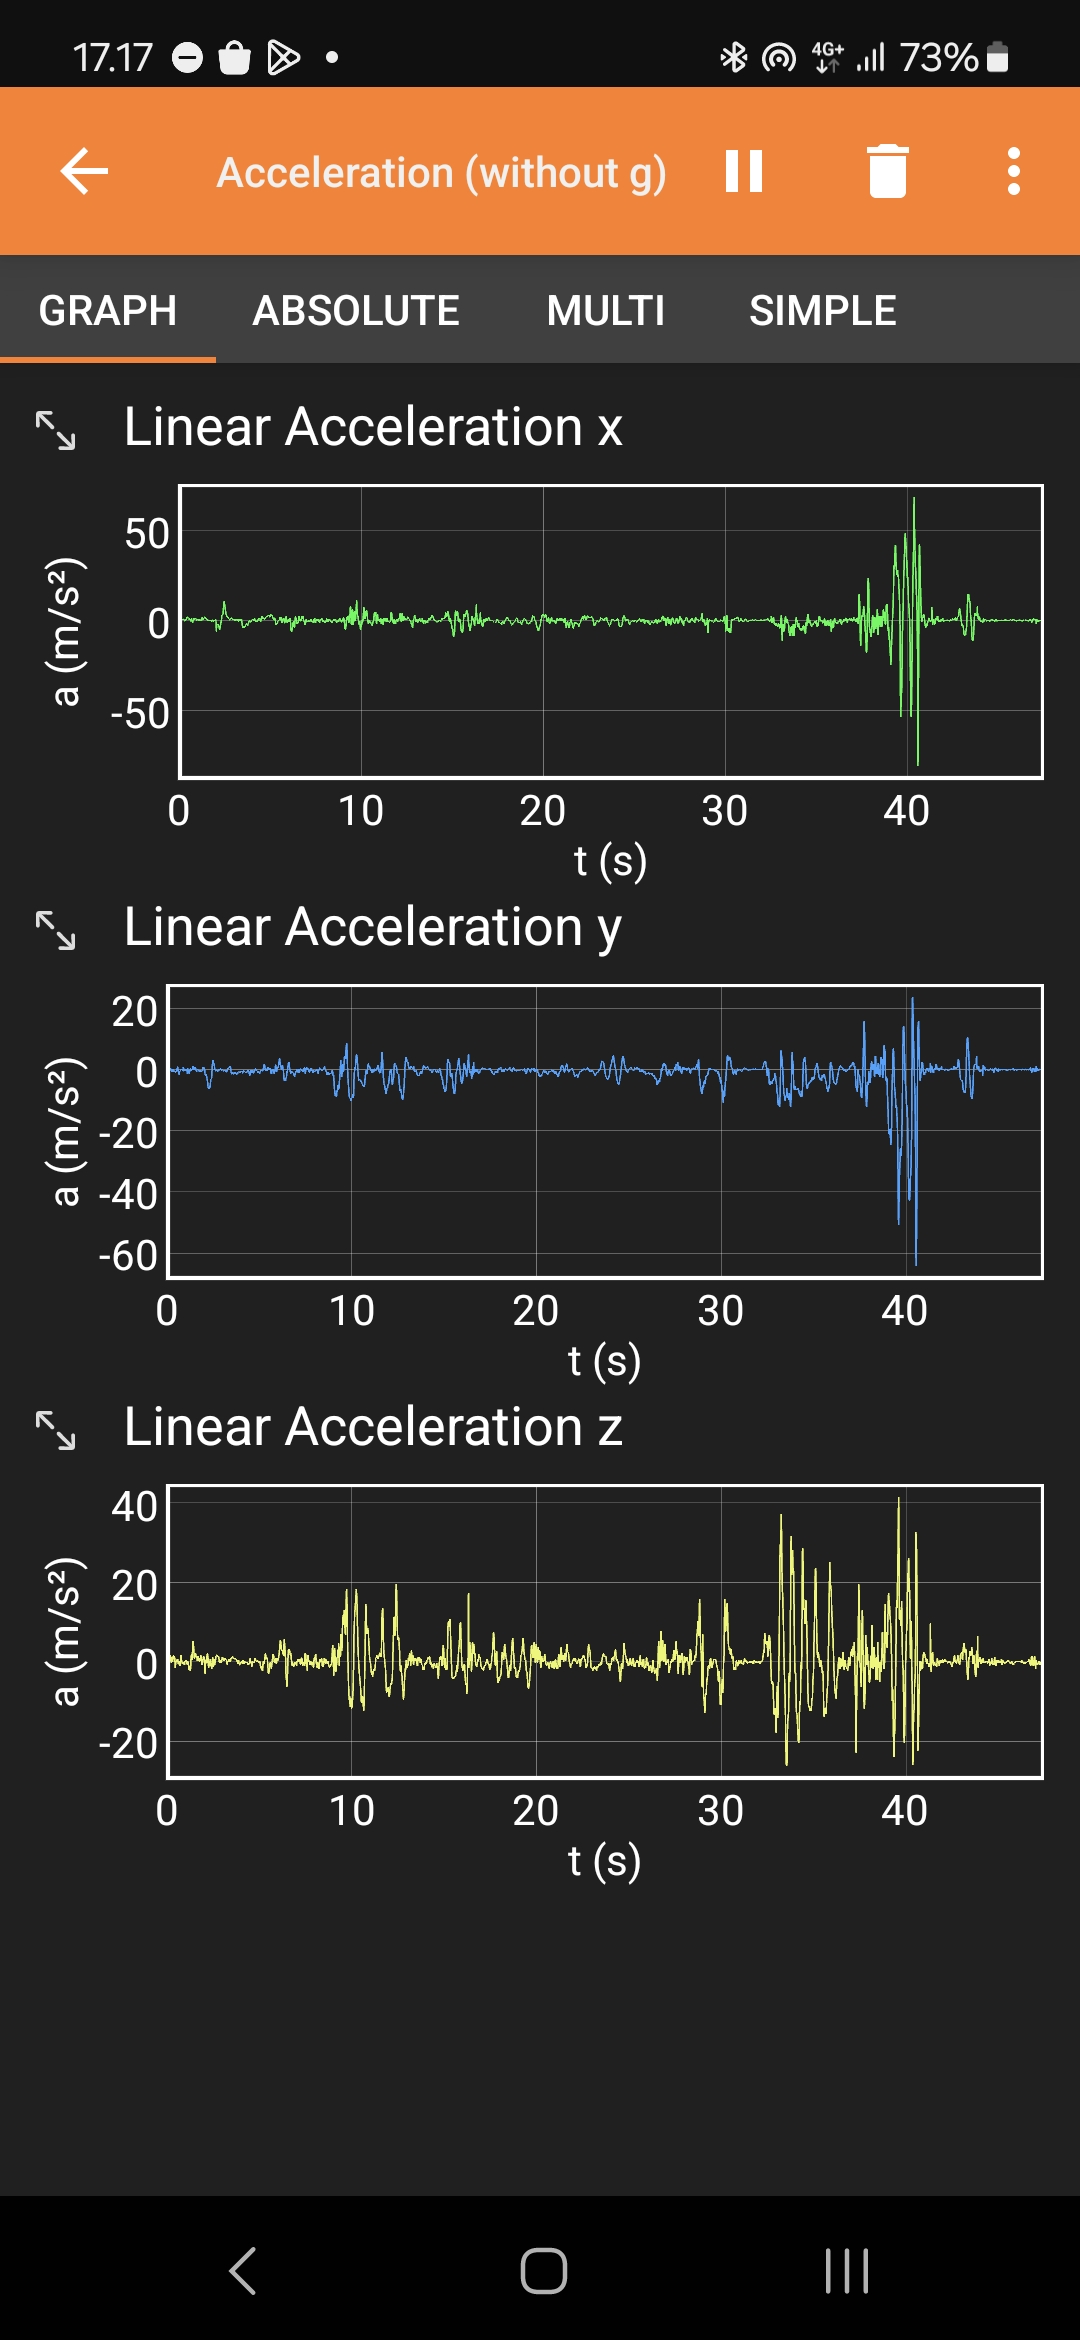 17.17 4G+ 73%
Acceleration (without g)
GRAPH ABSOLUTE MULTI SIMPLE
Linear Acceleration x
a (m/s²)
50
0
-50
0 10 20 30 40
t (s)
Linear Acceleration y
a (m/s²)
20
0
-20
-40
-60
0 10 20 30 40
t (s)
Linear Acceleration z
a (m/s²)
40
20
0
-20
0 10 20 30 40
t (s)